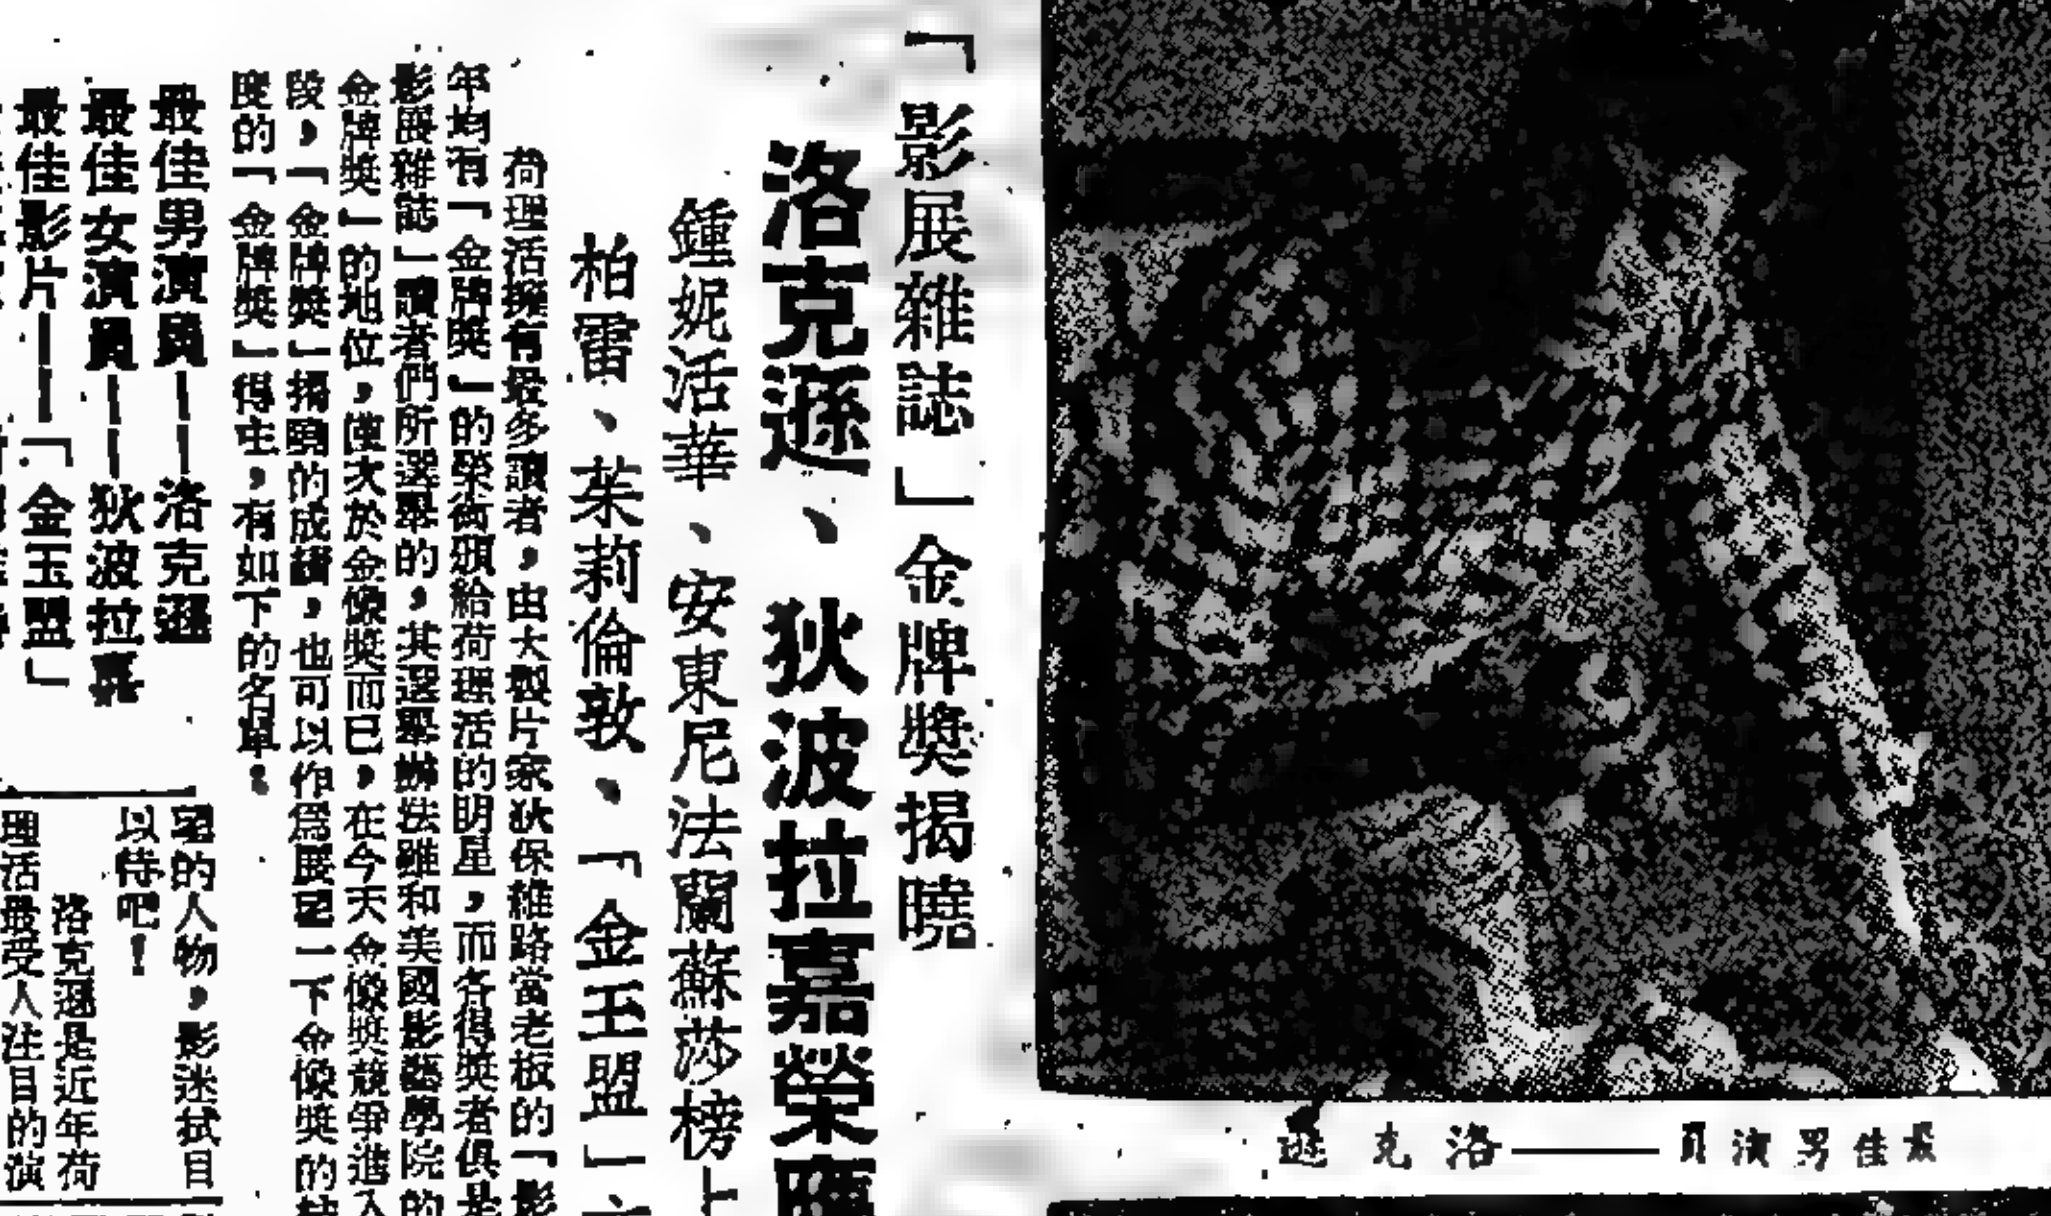 「影展雜誌」金牌獎揭曉
洛克遜、狄波拉嘉榮膺
鍾妮活華、安東尼法蘭蘇莎榜上
柏雷、茱莉倫敦，「金玉盟」
荷理活擁有最多讀者，由大製片家狄保維路當老板的「影
年均有「金牌獎」的榮銜頒給荷理活的明星，而各得獎者俱是
影展雜誌」讀者們所選舉的，其選舉辦法雖和美國影藝學院的
金牌獎」的地位，僅次於金像獎而已，在今天金像獎競爭進入
段，「金牌獎」揭曉的成績，也可以作爲展望一下金像獎的
度的「金牌獎」得主，有如下的名單：
最佳男演員——洛克遜
最佳女演員——狄波拉嘉
最佳影片——「金玉盟」
望的人物，影迷拭目
以待吧！
洛克遜是近年荷
理活最受人注目的演
最佳男演員——洛克遜